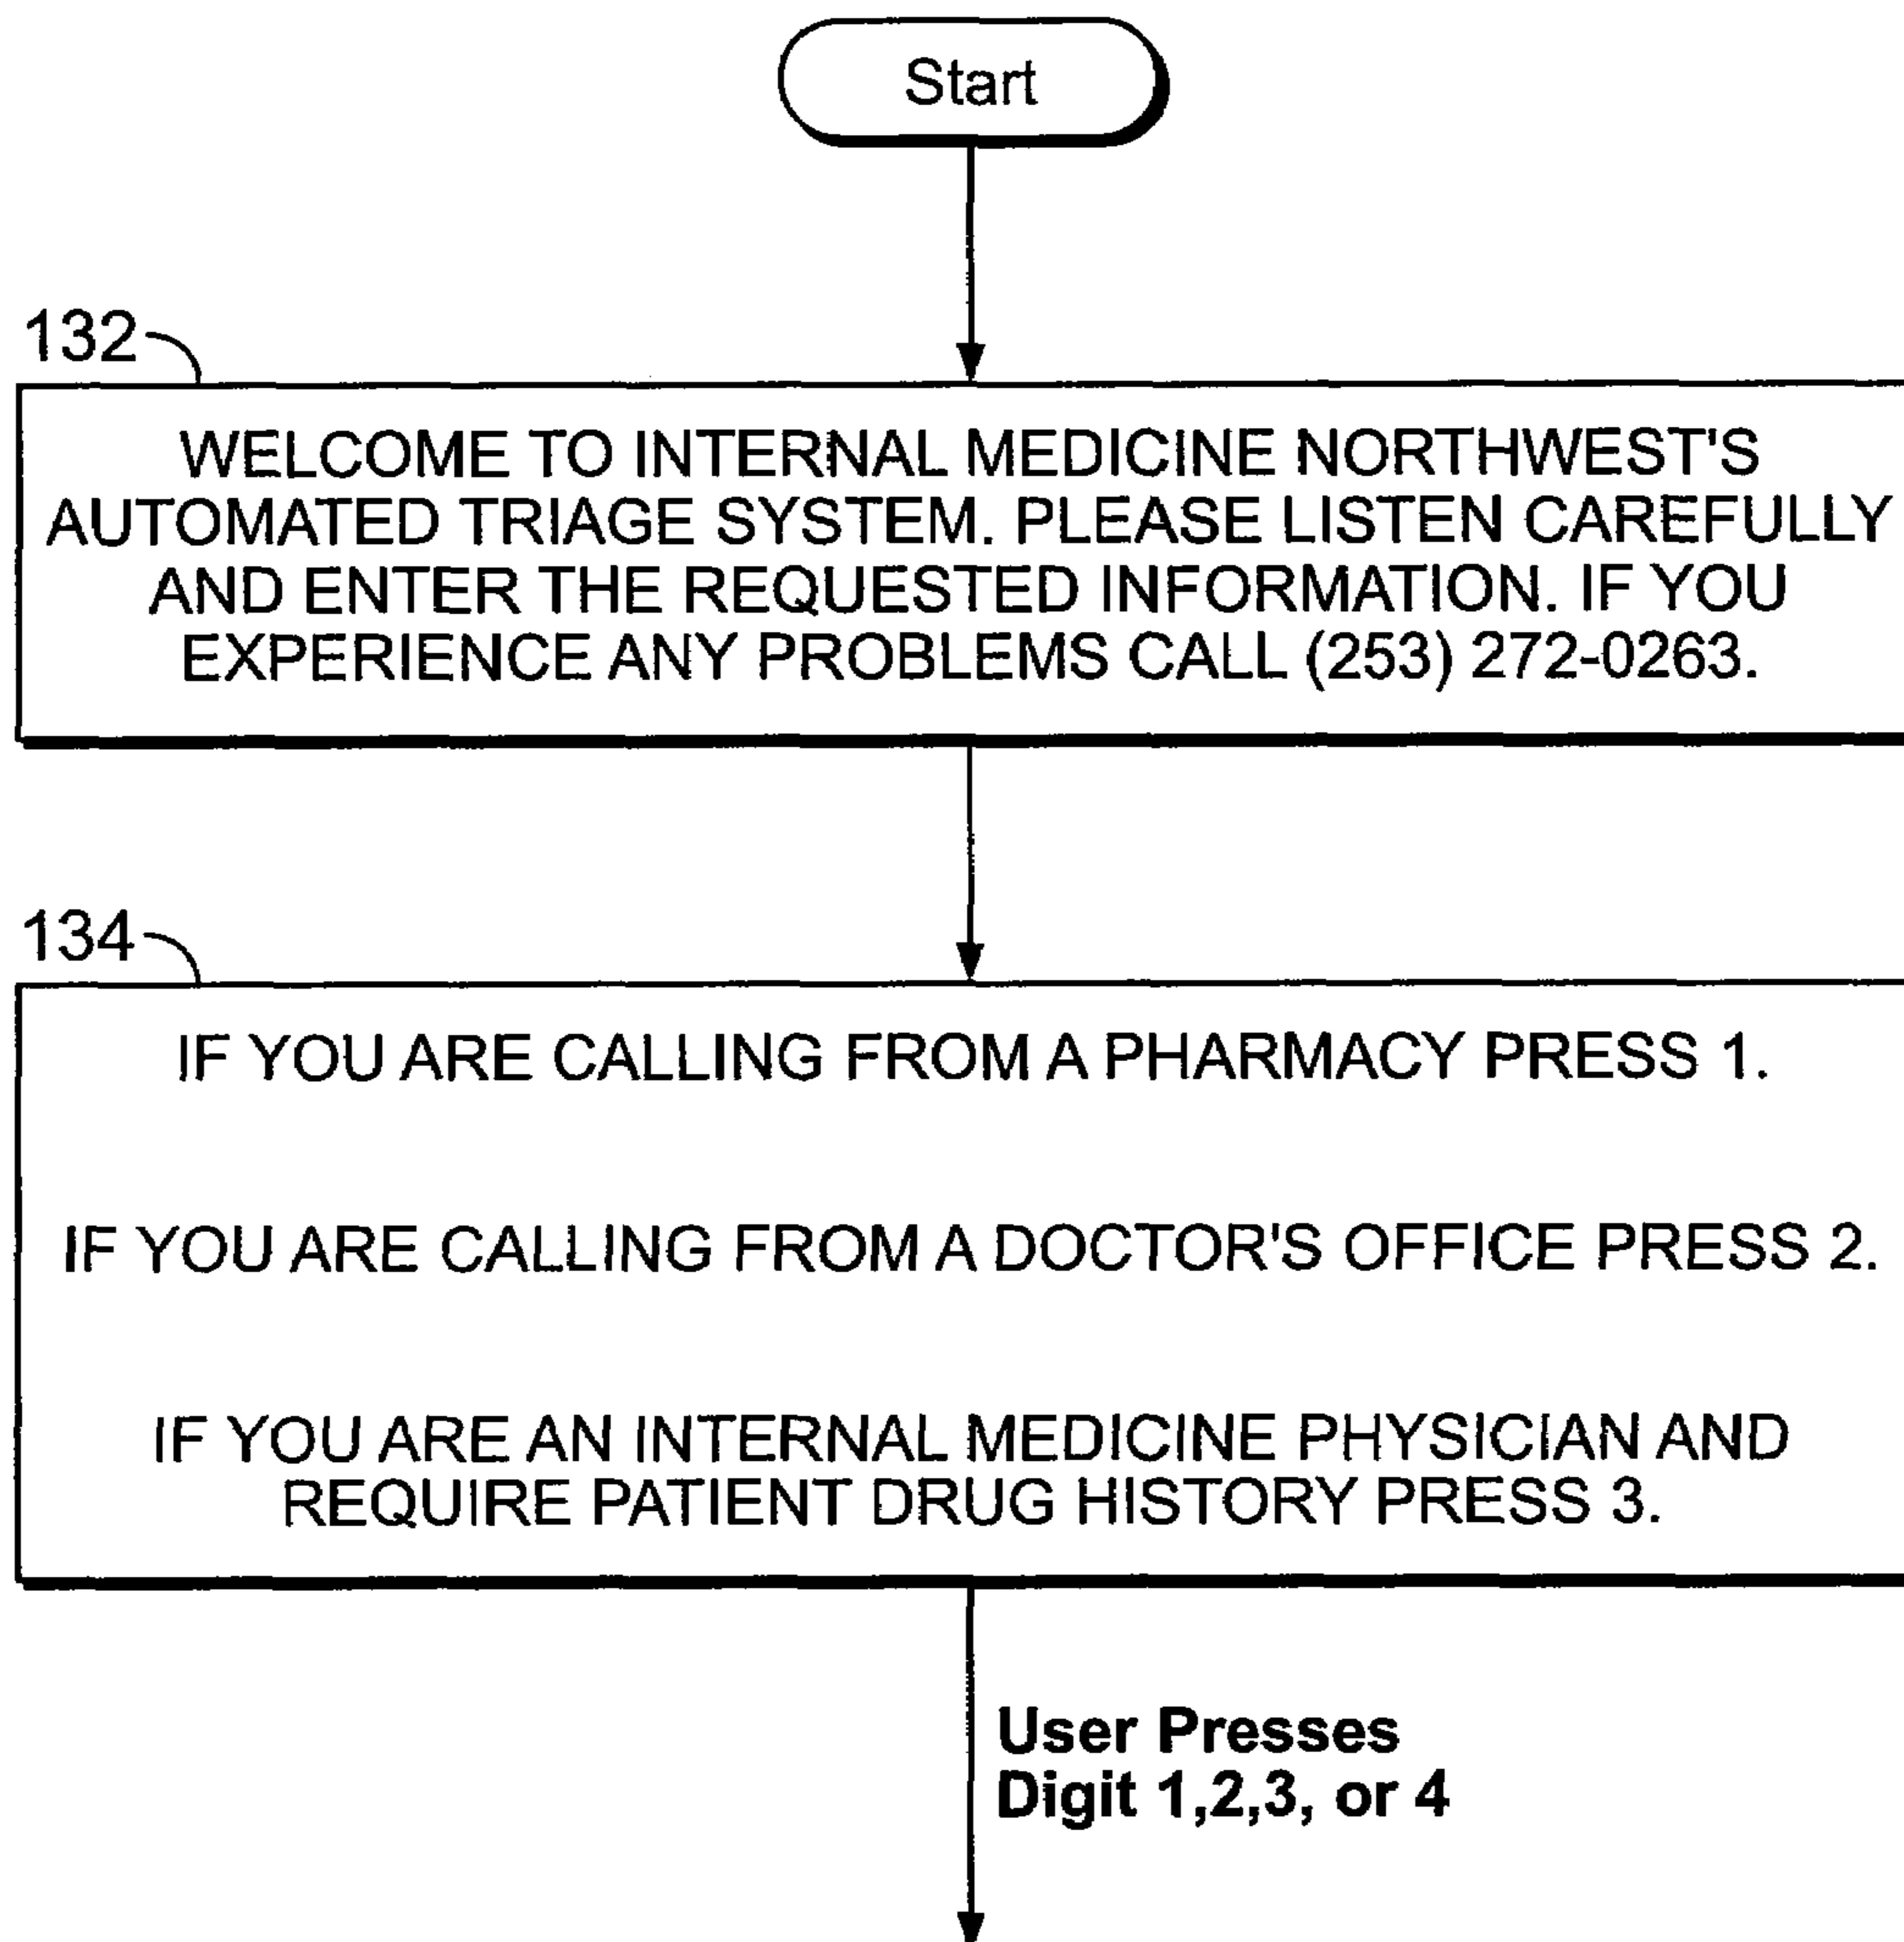 Start
132
WELCOME TO INTERNAL MEDICINE NORTHWEST'S
AUTOMATED TRIAGE SYSTEM. PLEASE LISTEN CAREFULLY
AND ENTER THE REQUESTED INFORMATION. IF YOU
EXPERIENCE ANY PROBLEMS CALL (253) 272-0263.
134
IF YOU ARE CALLING FROM A PHARMACY PRESS 1.
IF YOU ARE CALLING FROM A DOCTOR'S OFFICE PRESS 2.
IF YOU ARE AN INTERNAL MEDICINE PHYSICIAN AND
REQUIRE PATIENT DRUG HISTORY PRESS 3.
User Presses
Digit 1,2,3, or 4